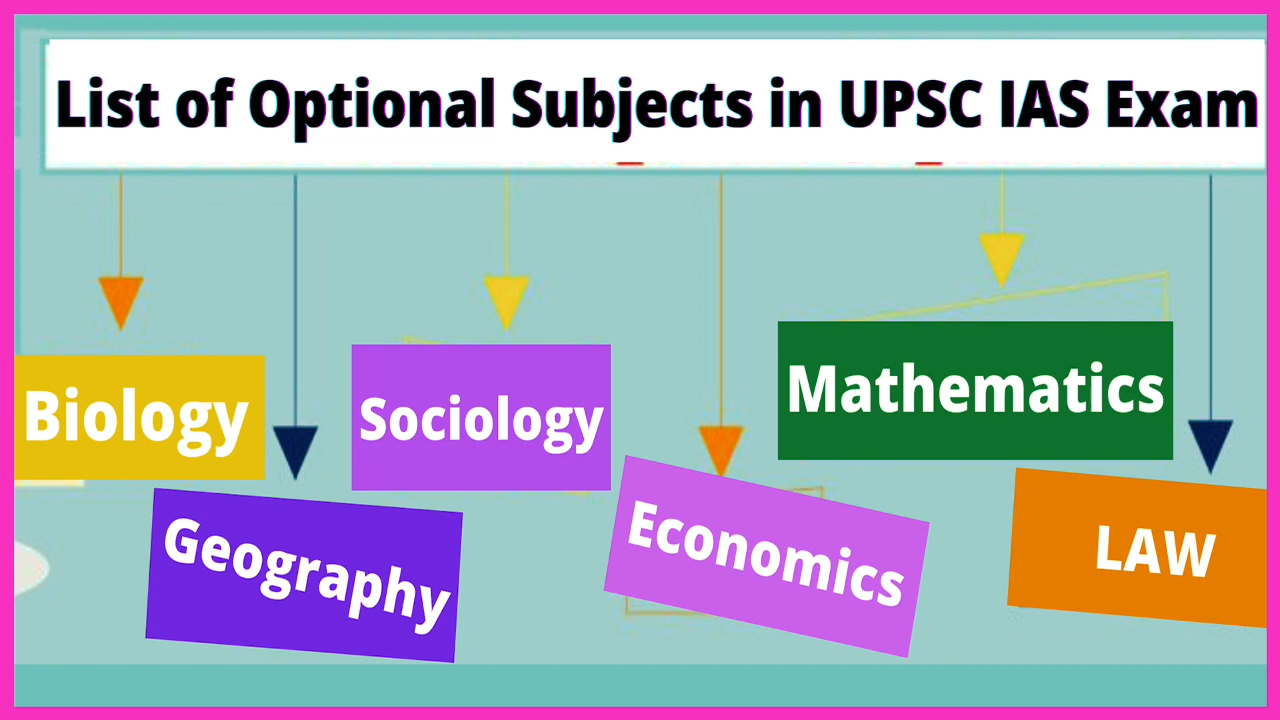 List of Optional Subjects in UPSC IAS Exam
Biology
Sociology
Mathematics
Geography
Economics
LAW